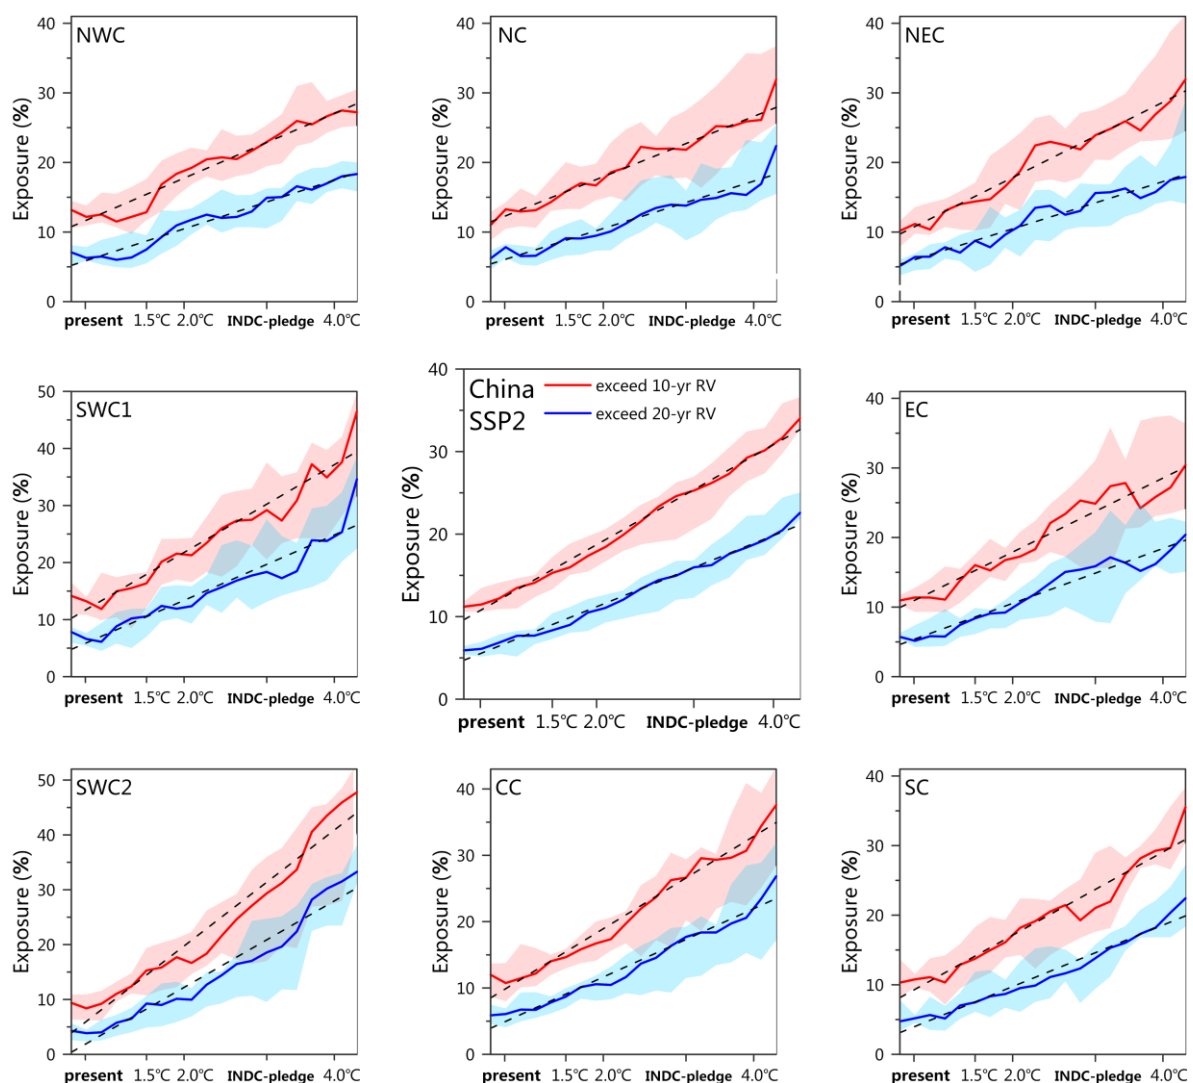 NWC
Exposure (%)
40
30
20
10
0
present 1.5℃ 2.0℃ INDC-pledge 4.0℃
NC
Exposure (%)
40
30
20
10
0
present 1.5℃ 2.0℃ INDC-pledge 4.0℃
NEC
Exposure (%)
40
30
20
10
0
present 1.5℃ 2.0℃ INDC-pledge 4.0℃
SWC1
Exposure (%)
50
40
30
20
10
0
present 1.5℃ 2.0℃ INDC-pledge 4.0℃
China
SSP2
exceed 10-yr RV
exceed 20-yr RV
Exposure (%)
40
30
20
10
0
present 1.5℃ 2.0℃ INDC-pledge 4.0℃
EC
Exposure (%)
40
30
20
10
0
present 1.5℃ 2.0℃ INDC-pledge 4.0℃
SWC2
Exposure (%)
50
40
30
20
10
0
present 1.5℃ 2.0℃ INDC-pledge 4.0℃
CC
Exposure (%)
40
30
20
10
0
present 1.5℃ 2.0℃ INDC-pledge 4.0℃
SC
Exposure (%)
40
30
20
10
0
present 1.5℃ 2.0℃ INDC-pledge 4.0℃